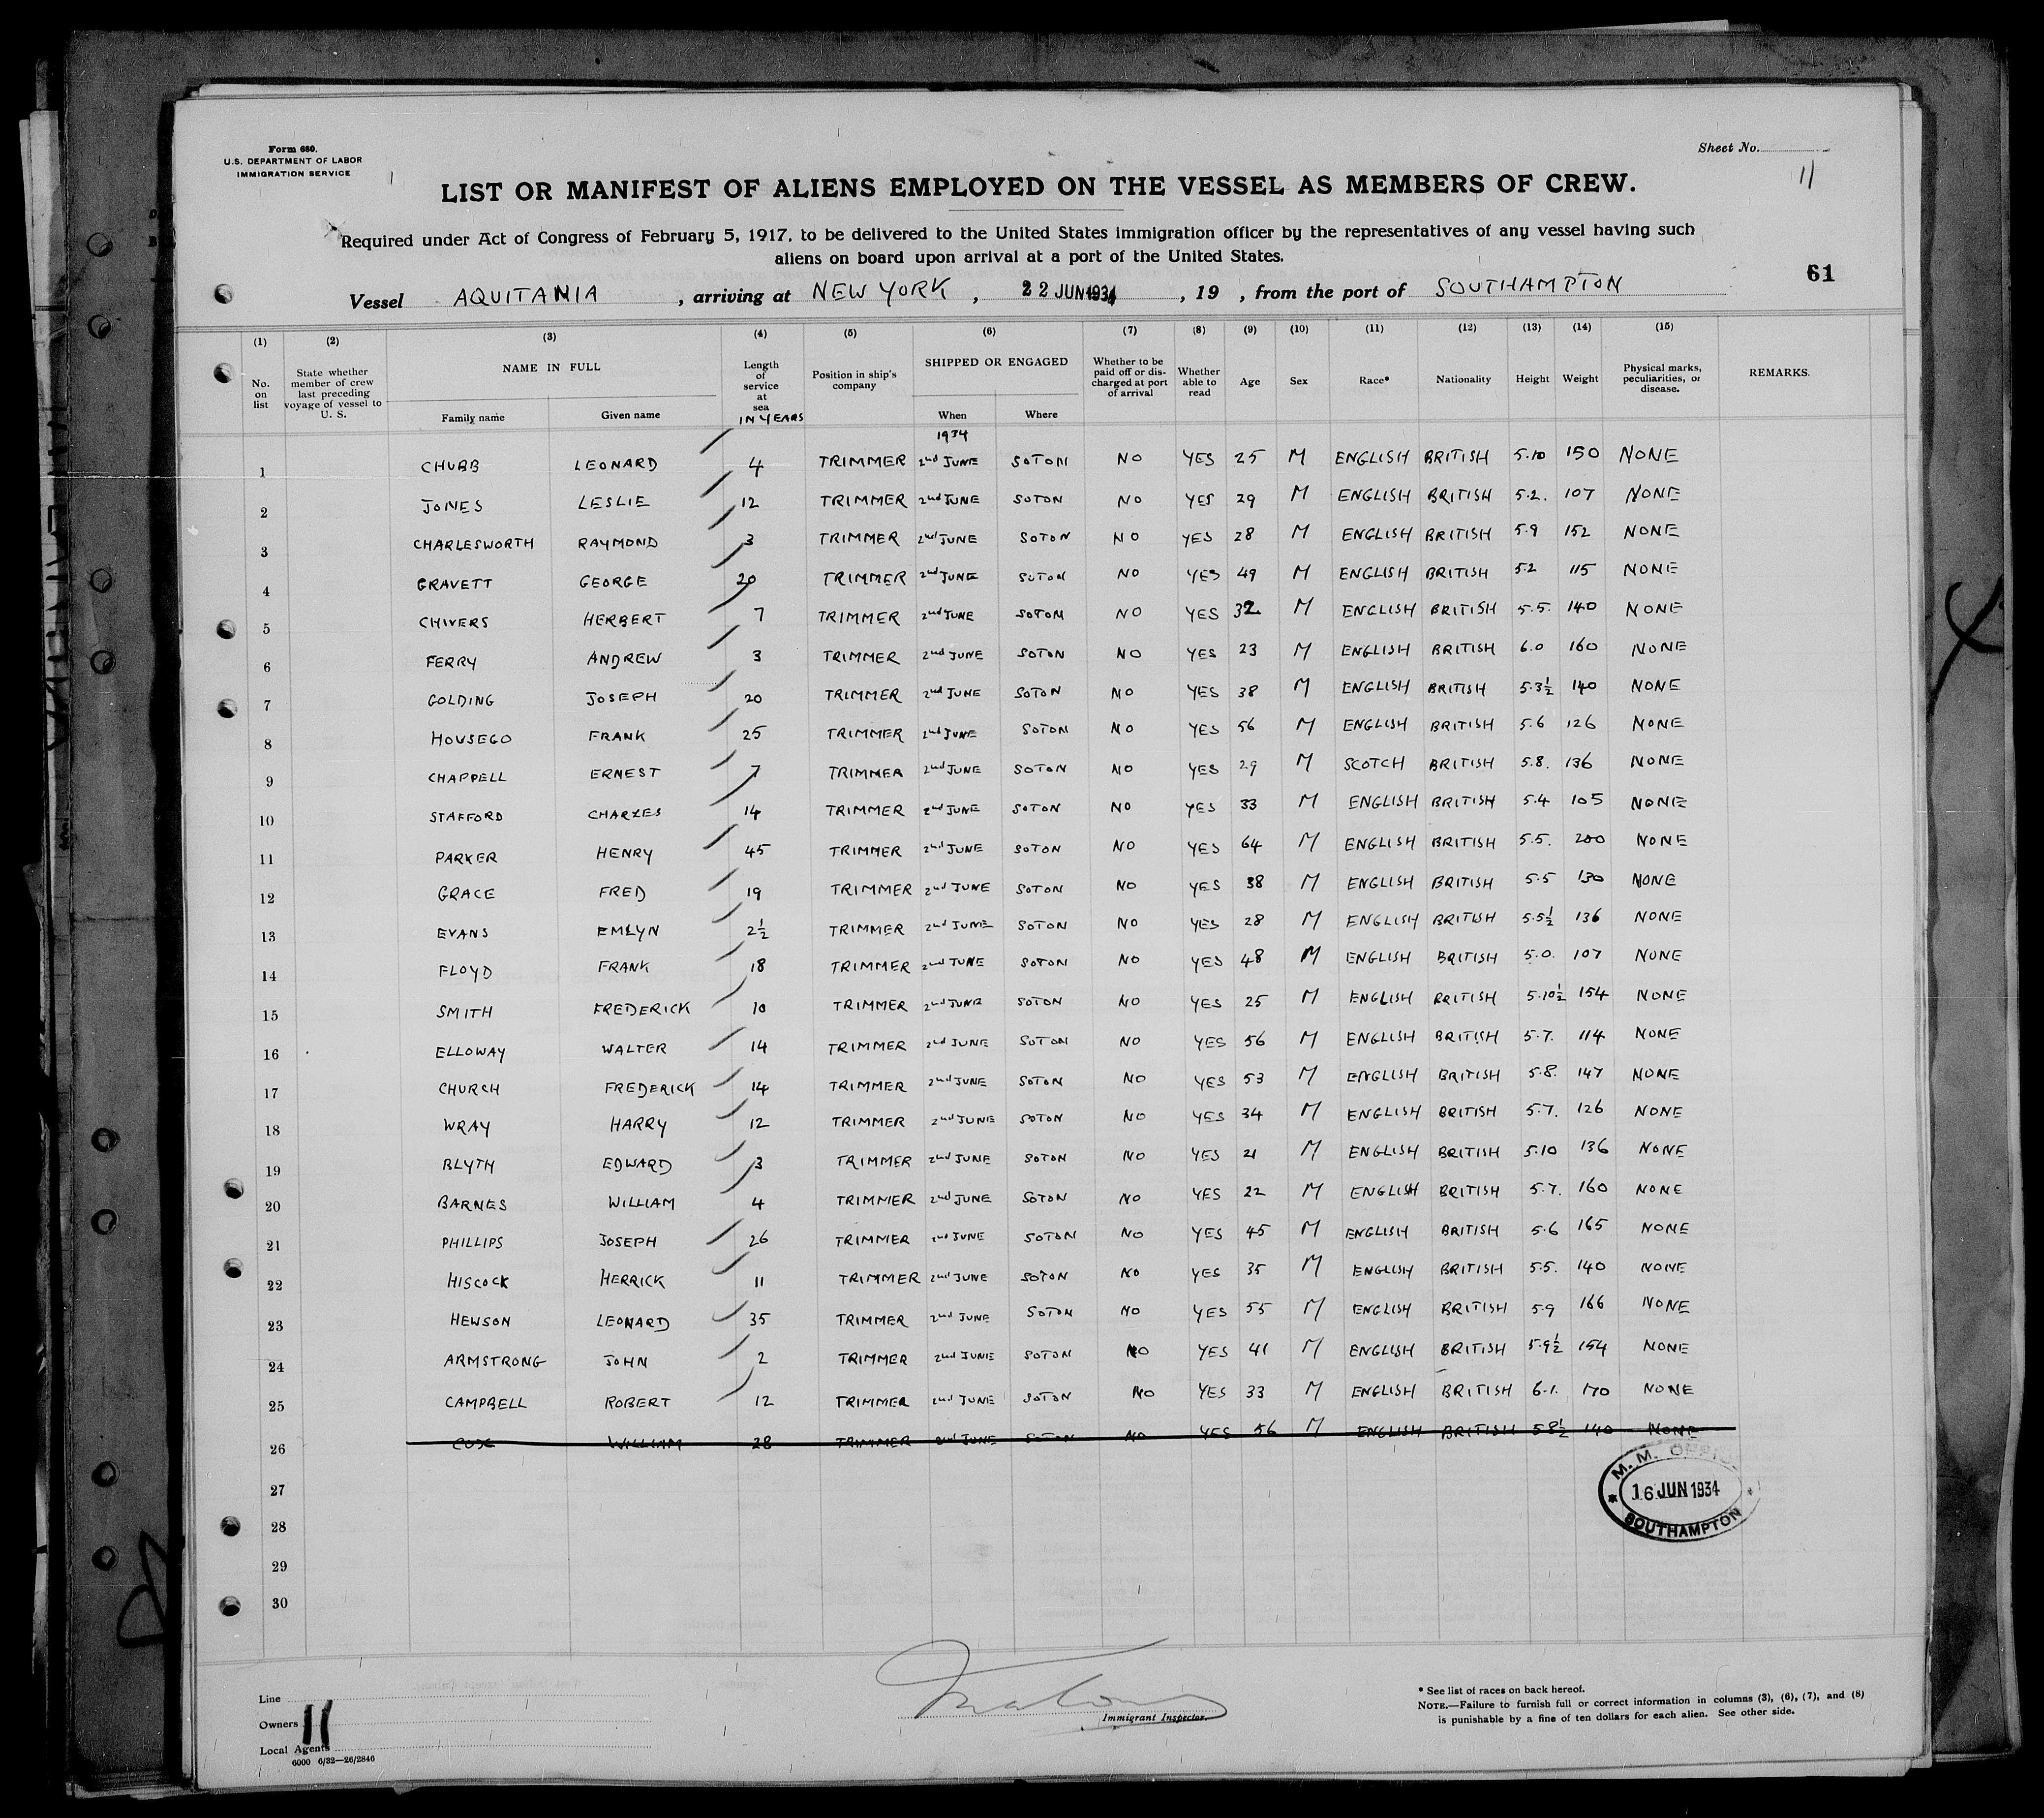 Form 680.
U.S. DEPARTMENT OF LABOR
IMMIGRATION SERVICE
Sheet No.
11
LIST OR MANIFEST OF ALIENS EMPLOYED ON THE VESSEL AS MEMBERS OF CREW.
Required under Act of Congress of February 5, 1917, to be delivered to the United States immigration officer by the representatives of any vessel having such
aliens on board upon arrival at a port of the United States.
61
Vessel AQUITANIA , arriving at NEW YORK , 22 JUN 1934 , 19 , from the port of SOUTHAMPTON
(1) (2) (3) (4) (5) (6) (7) (8) (9) (10) (11) (12) (13) (14) (15)
No. on list State whether member of crew last preceding voyage of vessel to U. S. NAME IN FULL Family name Given name Length of service at sea IN YEARS Position in ship's company SHIPPED OR ENGAGED When Where Whether to be paid off or discharged at port of arrival Whether able to read Age Sex Race* Nationality Height Weight Physical marks, peculiarities, or disease. REMARKS.
1934
1 CHUBB LEONARD 4 TRIMMER 2nd JUNE SOTON NO YES 25 M ENGLISH BRITISH 5.10 150 NONE
2 JONES LESLIE 12 TRIMMER 2nd JUNE SOTON NO YES 29 M ENGLISH BRITISH 5.2. 107 NONE
3 CHARLESWORTH RAYMOND 3 TRIMMER 2nd JUNE SOTON NO YES 28 M ENGLISH BRITISH 5.9 152 NONE
4 GRAVETT GEORGE 20 TRIMMER 2nd JUNE SOTON NO YES 49 M ENGLISH BRITISH 5.2 115 NONE
5 CHIVERS HERBERT 7 TRIMMER 2nd JUNE SOTON NO YES 32 M ENGLISH BRITISH 5.5. 140 NONE
6 FERRY ANDREW 3 TRIMMER 2nd JUNE SOTON NO YES 23 M ENGLISH BRITISH 6.0 160 NONE
7 GOLDING JOSEPH 20 TRIMMER 2nd JUNE SOTON NO YES 38 M ENGLISH BRITISH 5.3½ 140 NONE
8 HOUSEGO FRANK 25 TRIMMER 2nd JUNE SOTON NO YES 56 M ENGLISH BRITISH 5.6 126 NONE
9 CHAPPELL ERNEST 7 TRIMMER 2nd JUNE SOTON NO YES 29 M SCOTCH BRITISH 5.8. 136 NONE
10 STAFFORD CHARLES 14 TRIMMER 2nd JUNE SOTON NO YES 33 M ENGLISH BRITISH 5.4 105 NONE
11 PARKER HENRY 45 TRIMMER 2nd JUNE SOTON NO YES 64 M ENGLISH BRITISH 5.5. 200 NONE
12 GRACE FRED 19 TRIMMER 2nd JUNE SOTON NO YES 38 M ENGLISH BRITISH 5.5 130 NONE
13 EVANS EMLYN 2½ TRIMMER 2nd JUNE SOTON NO YES 28 M ENGLISH BRITISH 5.5½ 136 NONE
14 FLOYD FRANK 18 TRIMMER 2nd JUNE SOTON NO YES 48 M ENGLISH BRITISH 5.0. 107 NONE
15 SMITH FREDERICK 10 TRIMMER 2nd JUNE SOTON NO YES 25 M ENGLISH BRITISH 5.10½ 154 NONE
16 ELLOWAY WALTER 14 TRIMMER 2nd JUNE SOTON NO YES 56 M ENGLISH BRITISH 5.7. 114 NONE
17 CHURCH FREDERICK 14 TRIMMER 2nd JUNE SOTON NO YES 53 M ENGLISH BRITISH 5.8. 147 NONE
18 WRAY HARRY 12 TRIMMER 2nd JUNE SOTON NO YES 34 M ENGLISH BRITISH 5.7. 126 NONE
19 BLYTH EDWARD 3 TRIMMER 2nd JUNE SOTON NO YES 21 M ENGLISH BRITISH 5.10 136 NONE
20 BARNES WILLIAM 4 TRIMMER 2nd JUNE SOTON NO YES 22 M ENGLISH BRITISH 5.7. 160 NONE
21 PHILLIPS JOSEPH 26 TRIMMER 2nd JUNE SOTON NO YES 45 M ENGLISH BRITISH 5.6 165 NONE
22 HISCOCK HERRICK 11 TRIMMER 2nd JUNE SOTON NO YES 35 M ENGLISH BRITISH 5.5. 140 NONE
23 HEWSON LEONARD 35 TRIMMER 2nd JUNE SOTON NO YES 55 M ENGLISH BRITISH 5.9 166 NONE
24 ARMSTRONG JOHN 2 TRIMMER 2nd JUNE SOTON NO YES 41 M ENGLISH BRITISH 5.9½ 154 NONE
25 CAMPBELL ROBERT 12 TRIMMER 2nd JUNE SOTON NO YES 33 M ENGLISH BRITISH 6.1. 170 NONE
26 COX WILLIAM 28 TRIMMER 2nd JUNE SOTON NO YES 56 M ENGLISH BRITISH 5 8½ 140 NONE
27
28
29
30
M. M. OFFICE
16 JUN 1934
SOUTHAMPTON
Line
Owners 11
Local Agents
6000 6/32—26/2846
Immigrant Inspector.
* See list of races on back hereof.
NOTE.—Failure to furnish full or correct information in columns (3), (6), (7), and (8)
is punishable by a fine of ten dollars for each alien. See other side.